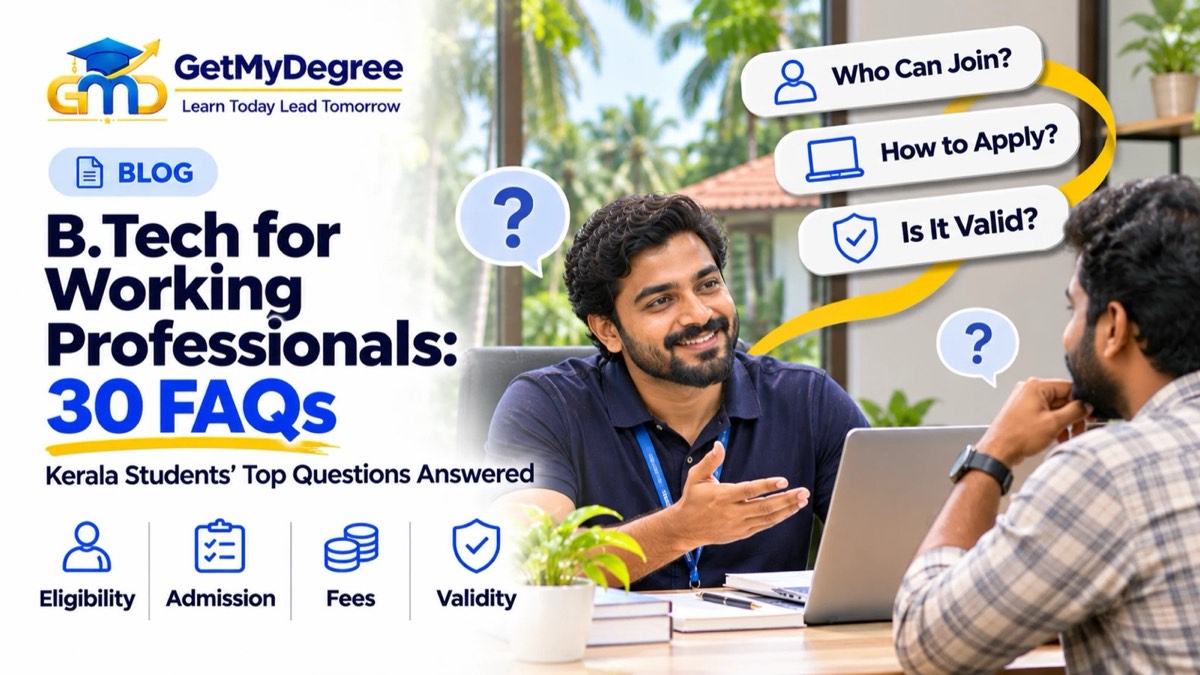 GMD
GetMyDegree
Learn Today Lead Tomorrow
BLOG
B.Tech for
Working
Professionals:
30 FAQs
Kerala Students' Top Questions Answered
Eligibility
Admission
Fees
Validity
?
Who Can Join?
How to Apply?
Is It Valid?
?